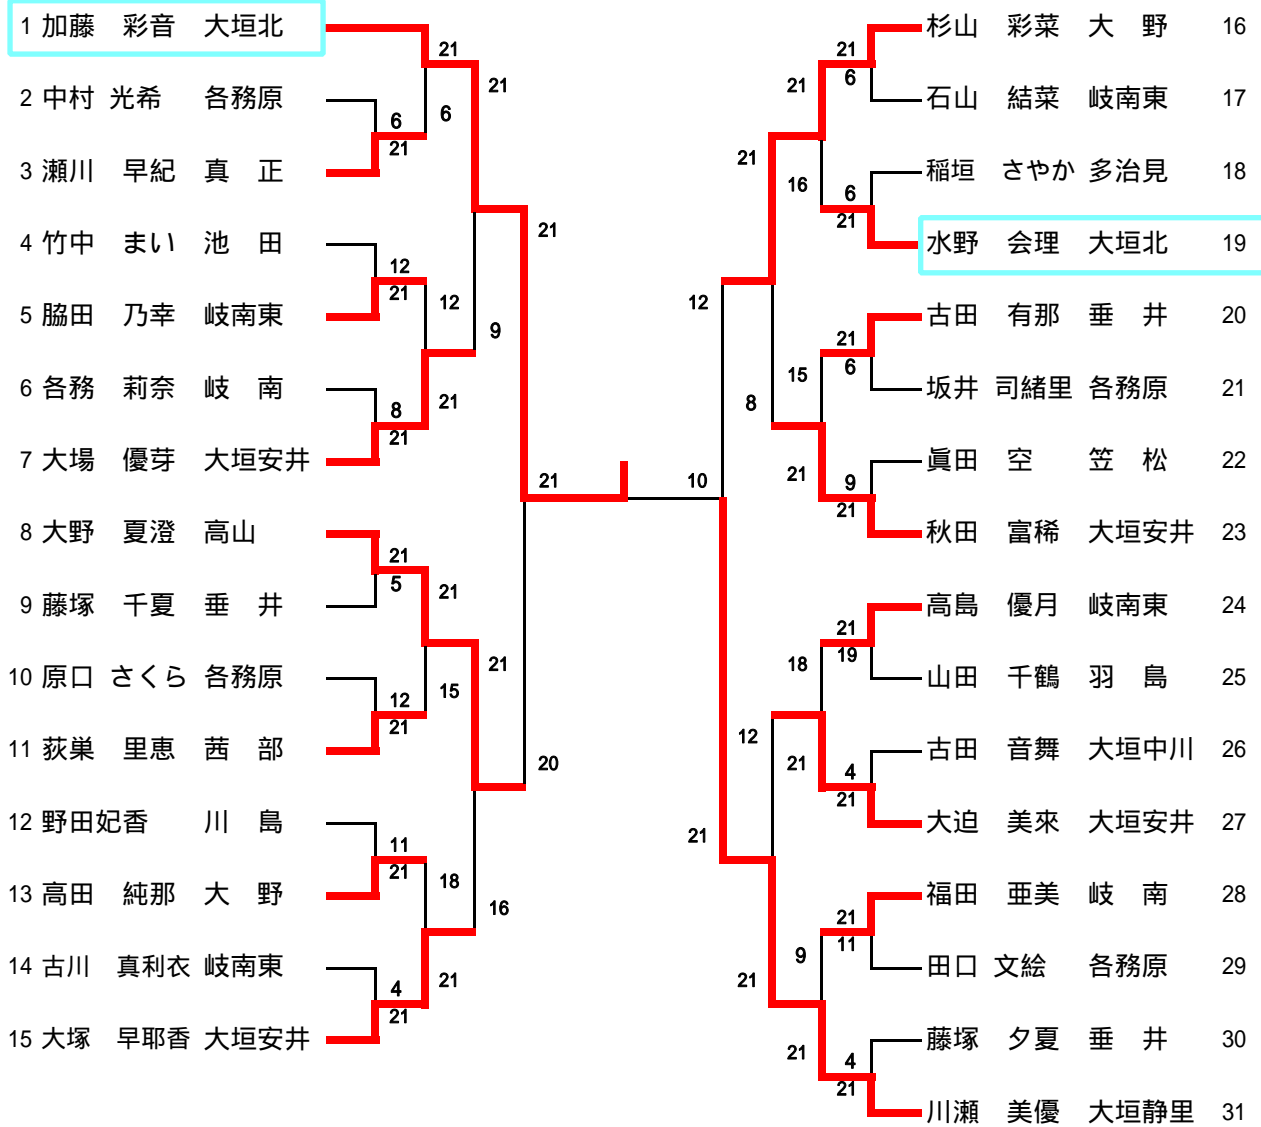 1 加藤 彩音 大垣北
2 中村 光希 各務原
3 瀬川 早紀 真 正
4 竹中 まい 池 田
5 脇田 乃幸 岐南東
6 各務 莉奈 岐 南
7 大場 優芽 大垣安井
8 大野 夏澄 高山
9 藤塚 千夏 垂 井
10 原口 さくら 各務原
11 荻巣 里恵 茜 部
12 野田妃香 川 島
13 高田 純那 大 野
14 古川 真利衣 岐南東
15 大塚 早耶香 大垣安井
21
6
6
21
12
21
8
21
21
5
12
21
11
21
4
21
12
21
21
15
18
21
21
9
21
16
21
20
21
10
12
21
21
8
12
21
21
16
15
21
18
21
9
21
21
6
6
21
21
6
9
21
21
19
4
21
21
11
4
21
杉山 彩菜 大 野 16
石山 結菜 岐南東 17
稲垣 さやか 多治見 18
水野 会理 大垣北 19
古田 有那 垂 井 20
坂井 司緒里 各務原 21
眞田 空 笠 松 22
秋田 富稀 大垣安井 23
高島 優月 岐南東 24
山田 千鶴 羽 島 25
古田 音舞 大垣中川 26
大迫 美來 大垣安井 27
福田 亜美 岐 南 28
田口 文絵 各務原 29
藤塚 夕夏 垂 井 30
川瀬 美優 大垣静里 31